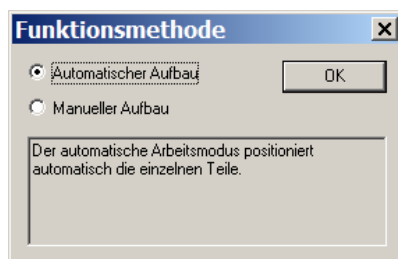 Funktionsmethode
Automatischer Aufbau
OK
Manueller Aufbau
Der automatische Arbeitsmodus positioniert
automatisch die einzelnen Teile.